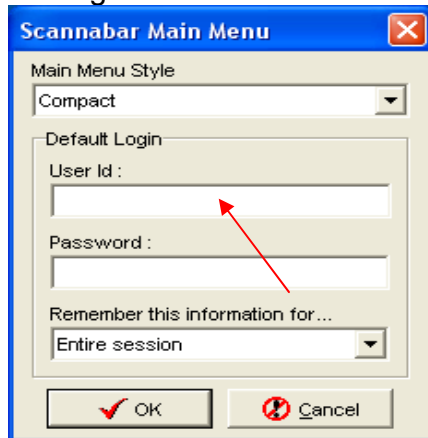 Scannabar Main Menu
Main Menu Style
Compact
Default Login
User Id :
Password :
Remember this information for...
Entire session
OK Cancel